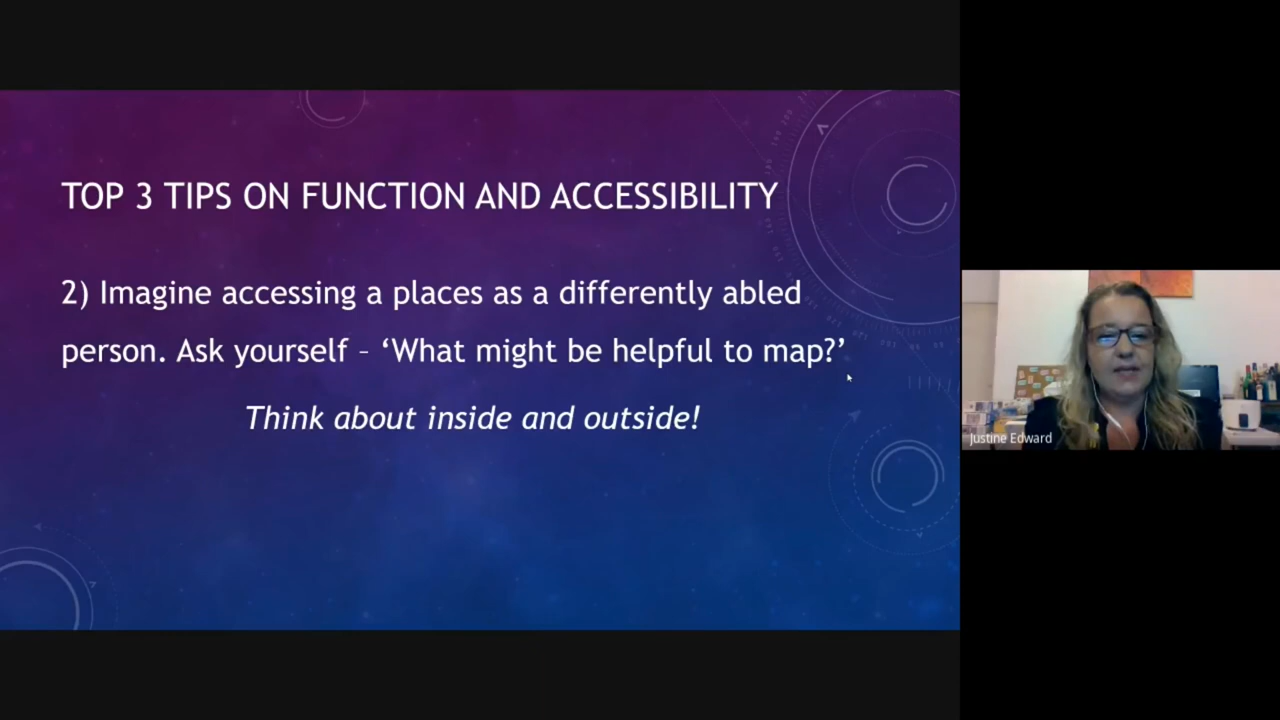 TOP 3 TIPS ON FUNCTION AND ACCESSIBILITY
2) Imagine accessing a places as a differently abled
person. Ask yourself – ‘What might be helpful to map?’
Think about inside and outside!
Justine Edward